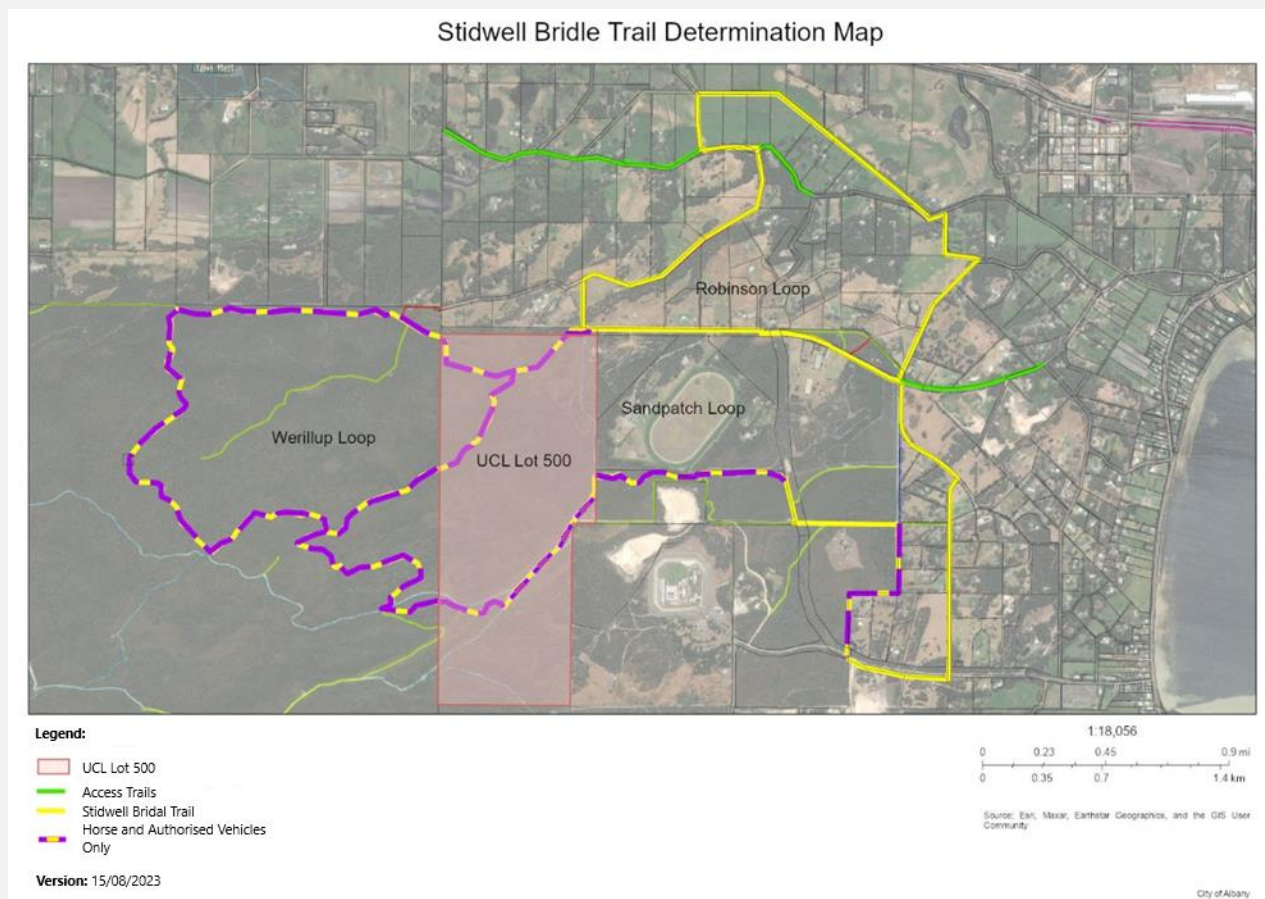 Stidwell Bridle Trail Determination Map
Robinson Loop
Sandpatch Loop
Werillup Loop
UCL Lot 500
Legend:
UCL Lot 500
Access Trails
Stidwell Bridal Trail
Horse and Authorised Vehicles
Only
Version: 15/08/2023
1:18,056
0 0.23 0.45 0.9 mi
0 0.35 0.7 1.4 km
Source: Esri, Maxar, Earthstar Geographics, and the GIS User
Community
City of Albany